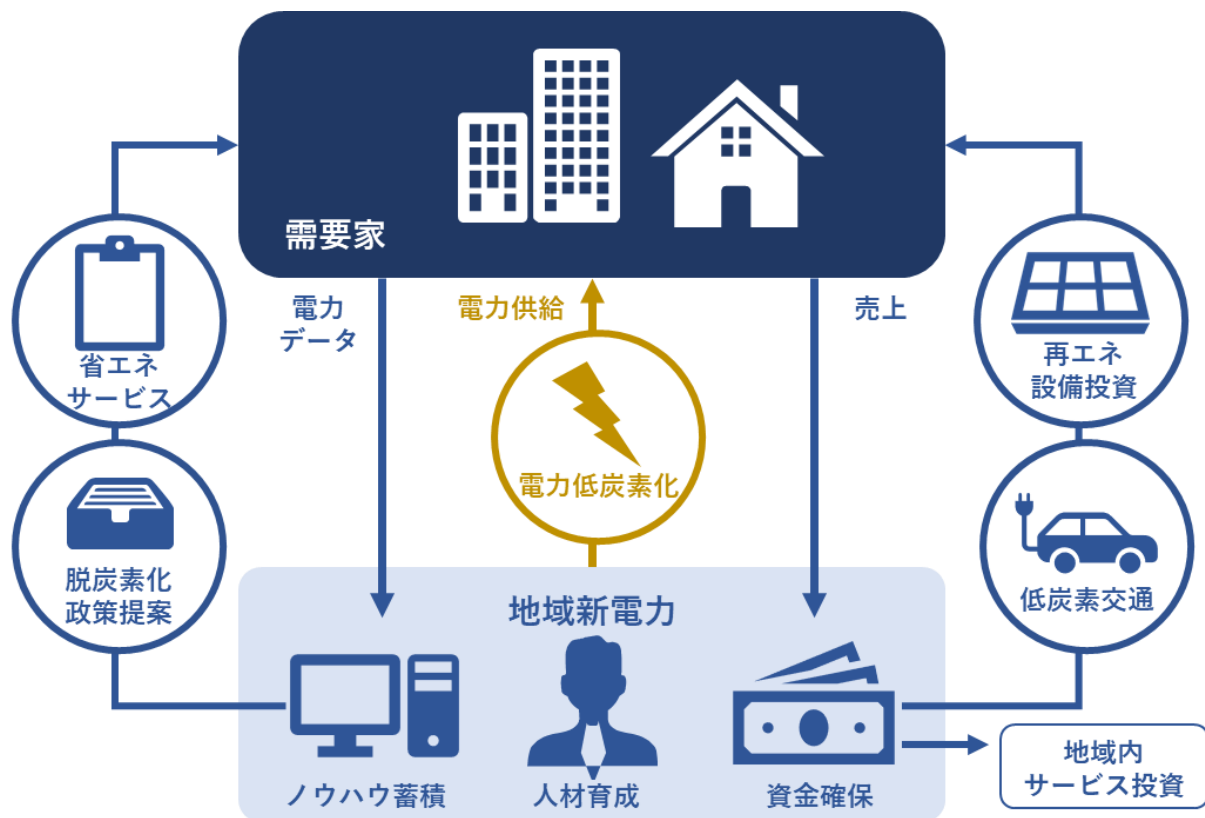 需要家
電力
データ
電力供給
売上
省エネ
サービス
再エネ
設備投資
電力低炭素化
脱炭素化
政策提案
低炭素交通
地域新電力
ノウハウ蓄積
人材育成
資金確保
地域内
サービス投資